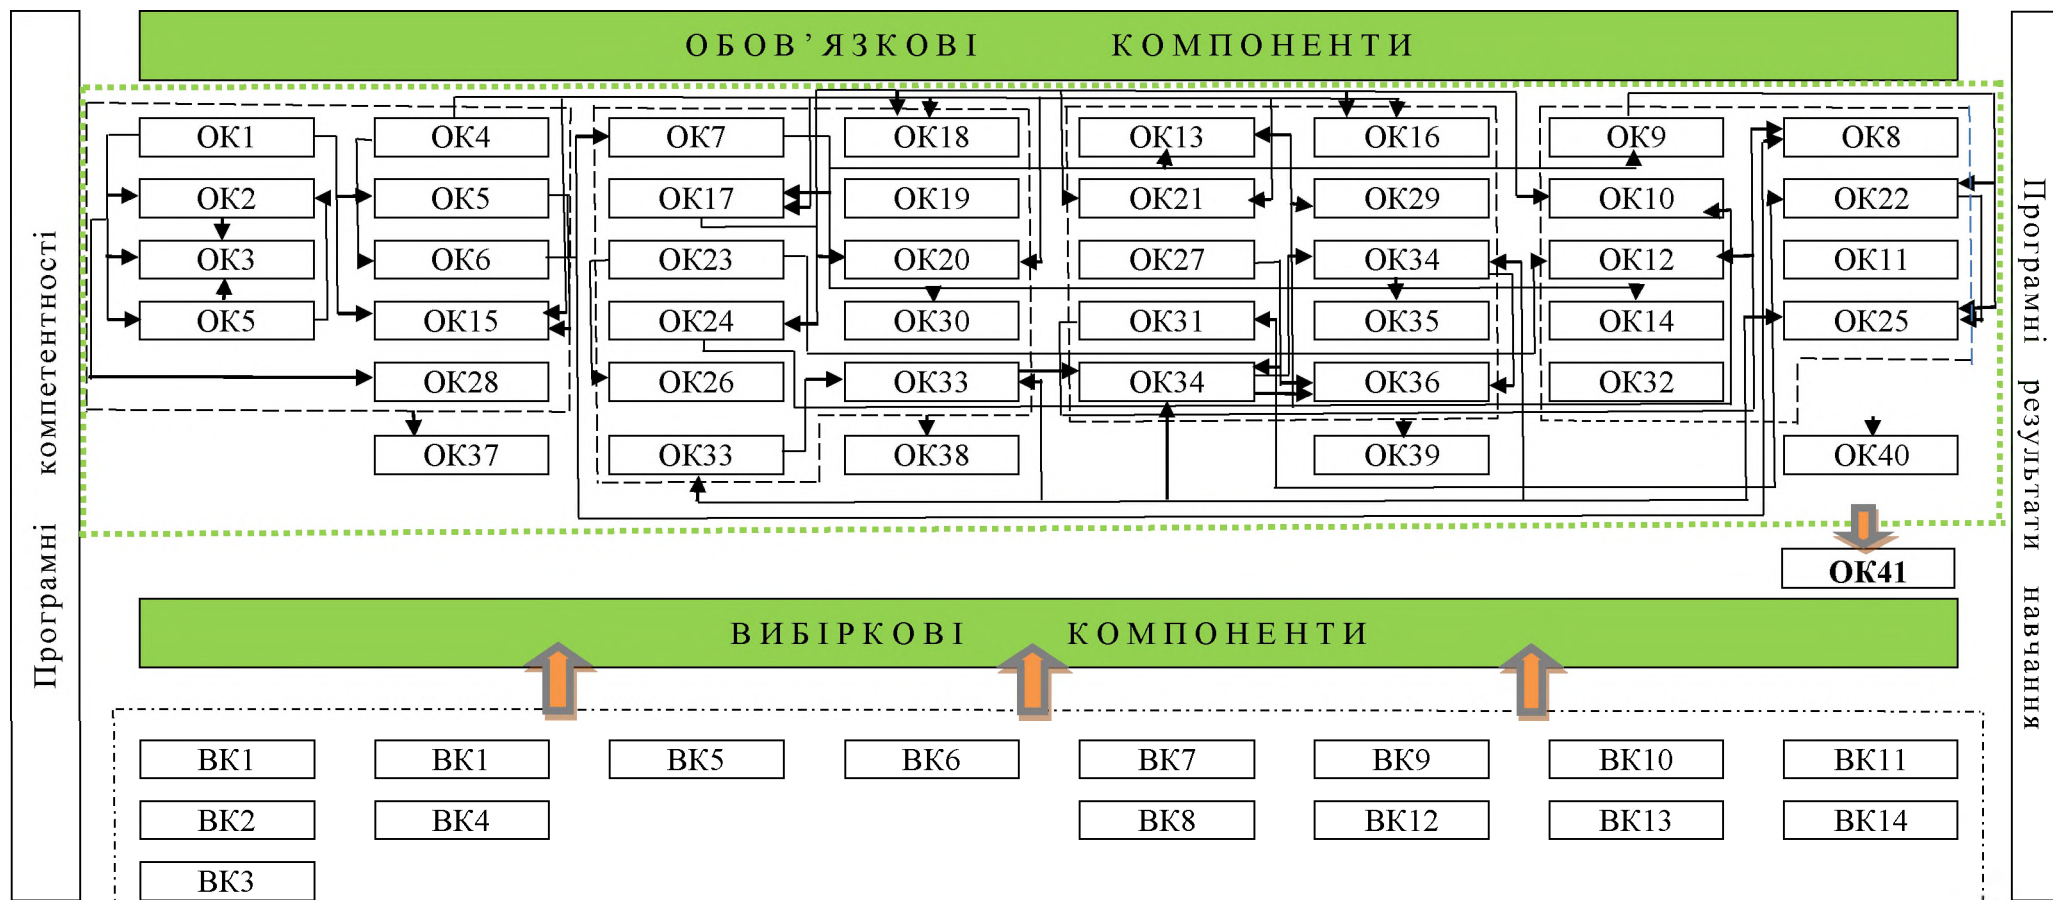 ОБОВ’ЯЗКОВІ КОМПОНЕНТИ
Програмні компетентності
Програмні результати навчання
ОК1 ОК4 ОК7 ОК18 ОК13 ОК16 ОК9 ОК8
ОК2 ОК5 ОК17 ОК19 ОК21 ОК29 ОК10 ОК22
ОК3 ОК6 ОК23 ОК20 ОК27 ОК34 ОК12 ОК11
ОК5 ОК15 ОК24 ОК30 ОК31 ОК35 ОК14 ОК25
ОК28 ОК26 ОК33 ОК34 ОК36 ОК32
ОК37 ОК33 ОК38 ОК39 ОК40
ОК41
ВИБІРКОВІ КОМПОНЕНТИ
ВК1 ВК1 ВК5 ВК6 ВК7 ВК9 ВК10 ВК11
ВК2 ВК4 ВК8 ВК12 ВК13 ВК14
ВК3